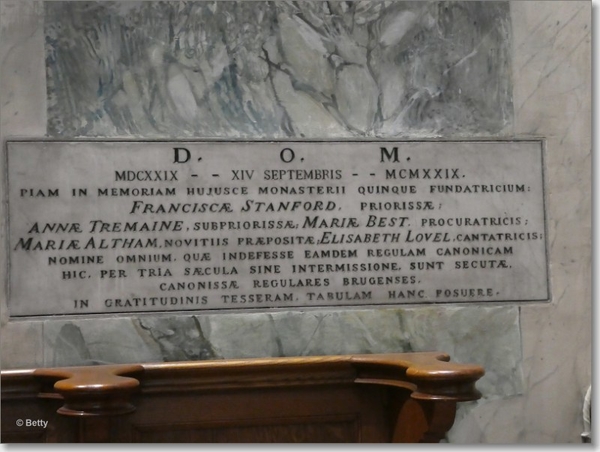 D. O. M.
MDCXXIX - - XIV SEPTEMBRIS - - MCMXXIX.
PIAM IN MEMORIAM HUJUSCE MONASTERII QUINQUE FUNDATRICIUM:
FRANCISCÆ STANFORD, PRIORISSÆ;
ANNÆ TREMAINE, SUBPRIORISSÆ; MARIÆ BEST, PROCURATRICIS;
MARIÆ ALTHAM, NOVITIIS PRÆPOSITÆ; ELISABETH LOVEL, CANTATRICIS;
NOMINE OMNIUM, QUÆ INDEFESSE EAMDEM REGULAM CANONICAM
HIC, PER TRIA SÆCULA SINE INTERMISSIONE, SUNT SECUTÆ,
CANONISSÆ REGULARES BRUGENSES,
IN GRATITUDINIS TESSERAM, TABULAM HANC POSUERE.
© Betty